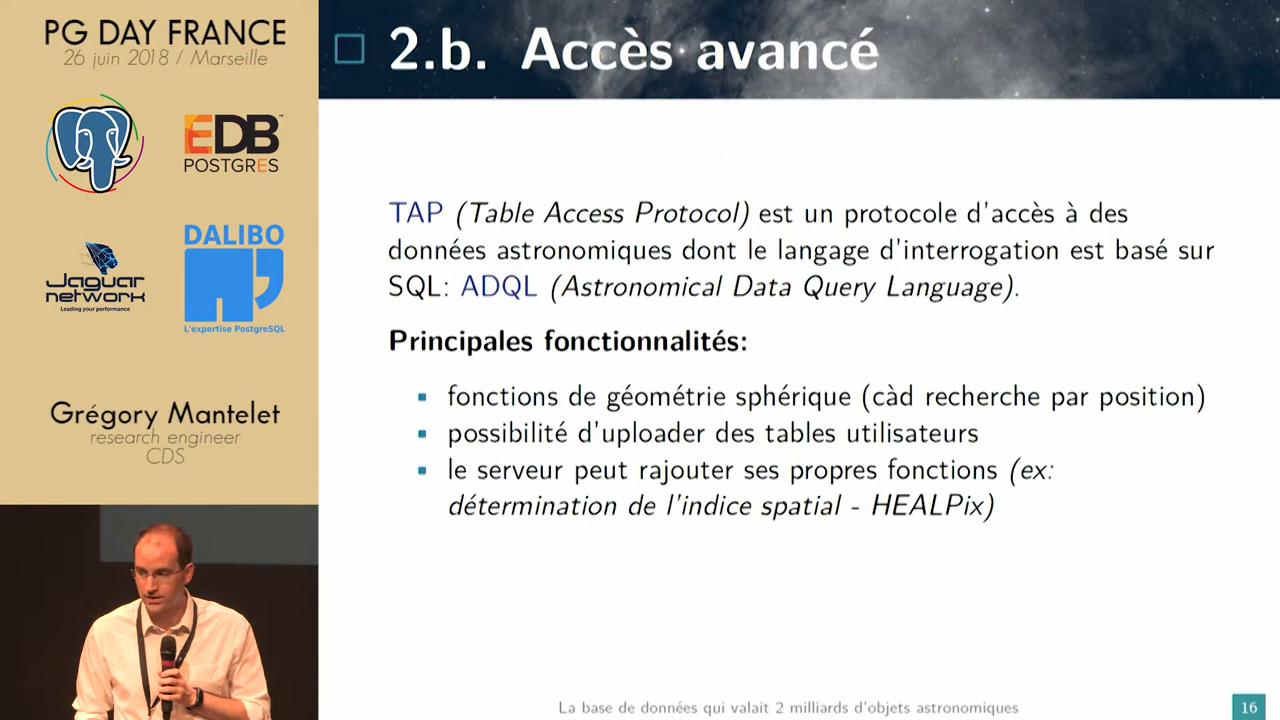 PG DAY FRANCE
26 juin 2018 / Marseille
EDB™
POSTGRES
Jaguar
network
Leading your performance
DALIBO
L'expertise PostgreSQL
Grégory Mantelet
research engineer
CDS
2.b. Accès avancé
TAP (Table Access Protocol) est un protocole d'accès à des
données astronomiques dont le langage d'interrogation est basé sur
SQL: ADQL (Astronomical Data Query Language).
Principales fonctionnalités:
fonctions de géométrie sphérique (càd recherche par position)
possibilité d'uploader des tables utilisateurs
le serveur peut rajouter ses propres fonctions (ex:
détermination de l'indice spatial - HEALPix)
La base de données qui valait 2 milliards d'objets astronomiques
16